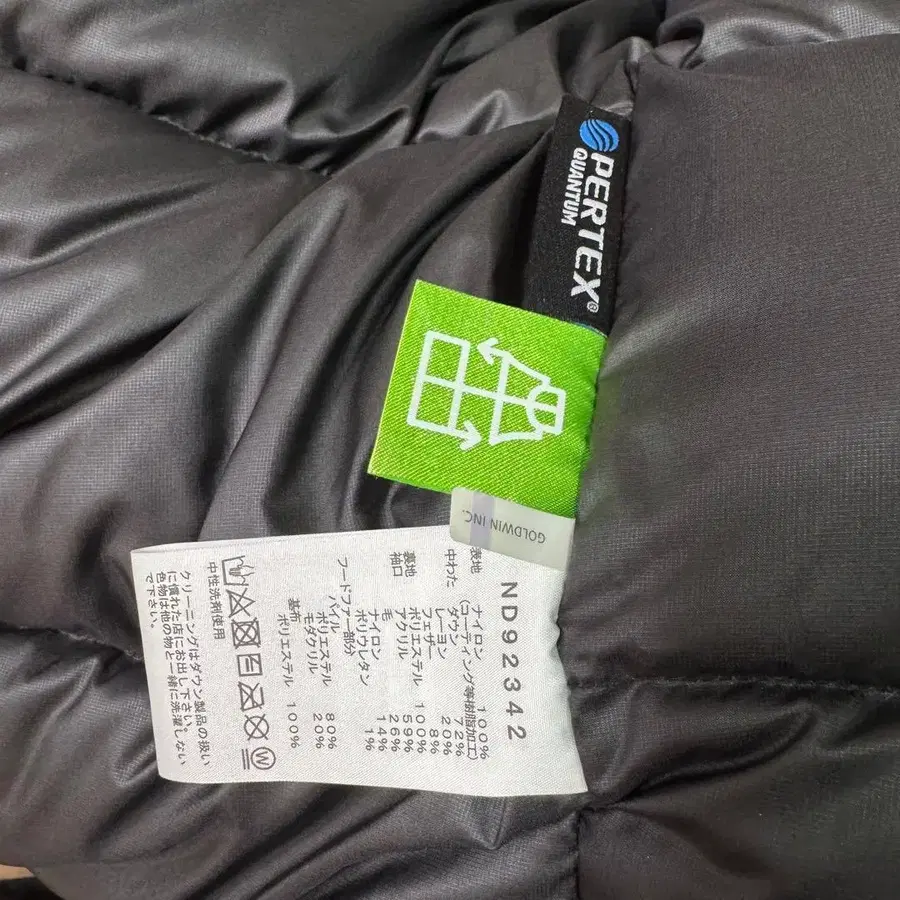 PERTEX®
QUANTUM
GOLDWIN INC.
ND92342
表地 ナイロン 100%
(コーティング等樹脂加工)
中わた ダウン 72%
レーヨン 20%
フェザー 8%
裏地 ポリエステル 100%
袖口 アクリル 59%
毛 26%
ナイロン 14%
ポリウレタン 1%
フードファー部分
パイル ポリエステル 80%
モダクリル 20%
基布 ポリエステル 100%
中性洗剤使用
クリーニングはダウン製品の扱い
に慣れた店にお出し下さい。
色物は他の物と一緒に洗濯しない
で下さい。